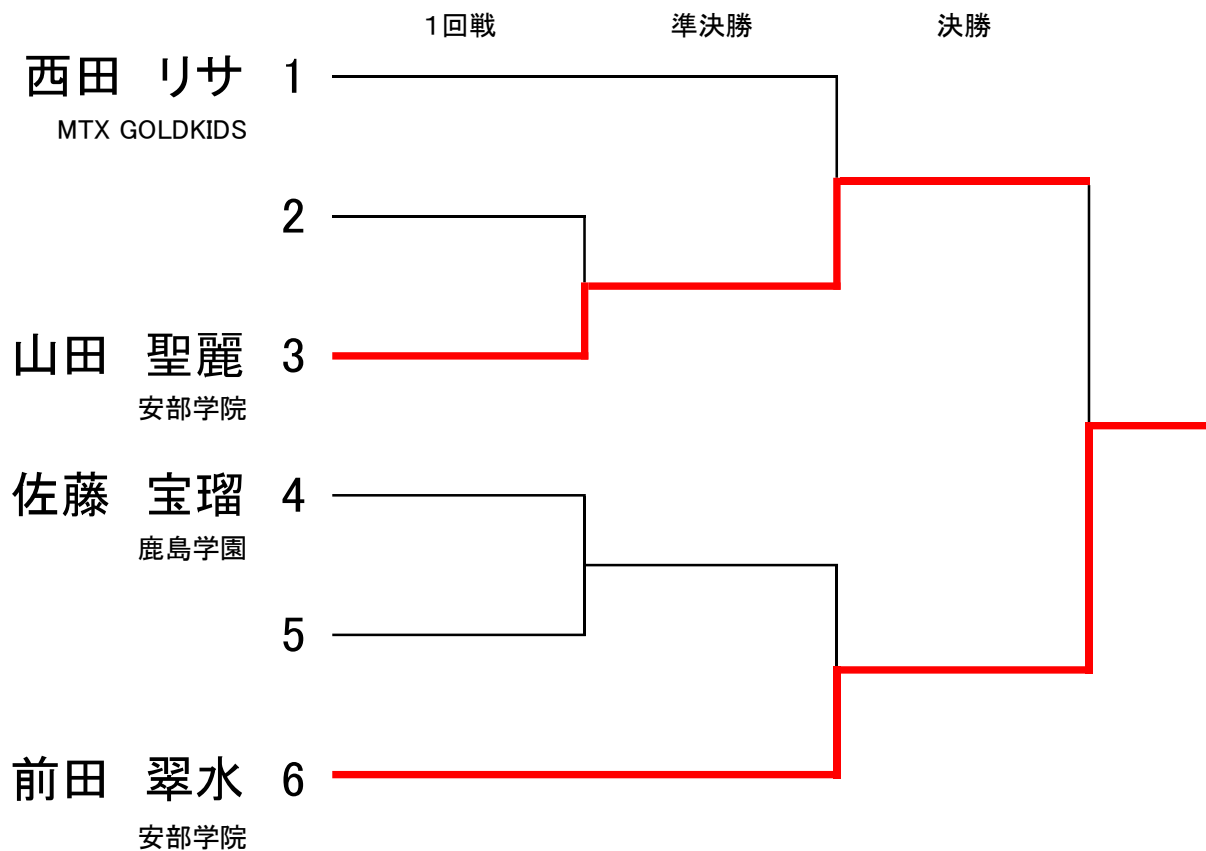 1回戦 準決勝 決勝
西田 リサ 1
MTX GOLDKIDS
2
山田 聖麗 3
安部学院
佐藤 宝瑠 4
鹿島学園
5
前田 翠水 6
安部学院